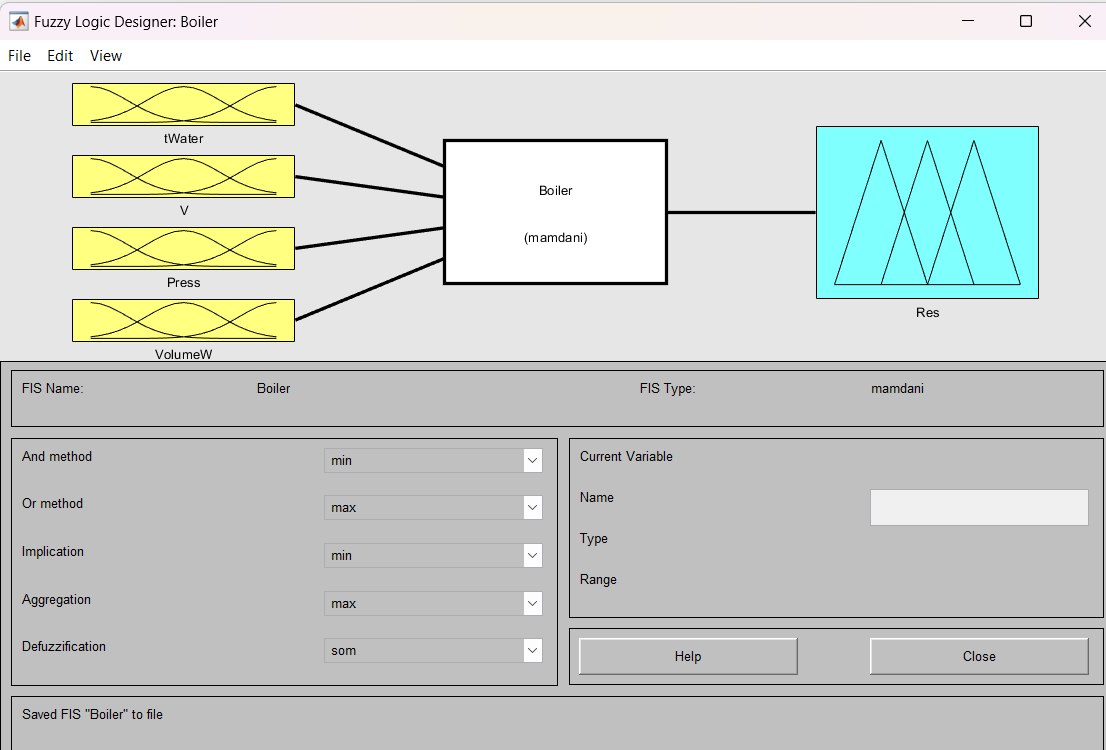 Fuzzy Logic Designer: Boiler
File Edit View
tWater
V
Press
VolumeW
Boiler
(mamdani)
Res
FIS Name: Boiler FIS Type: mamdani
And method min
Or method max
Implication min
Aggregation max
Defuzzification som
Current Variable
Name
Type
Range
Help Close
Saved FIS "Boiler" to file